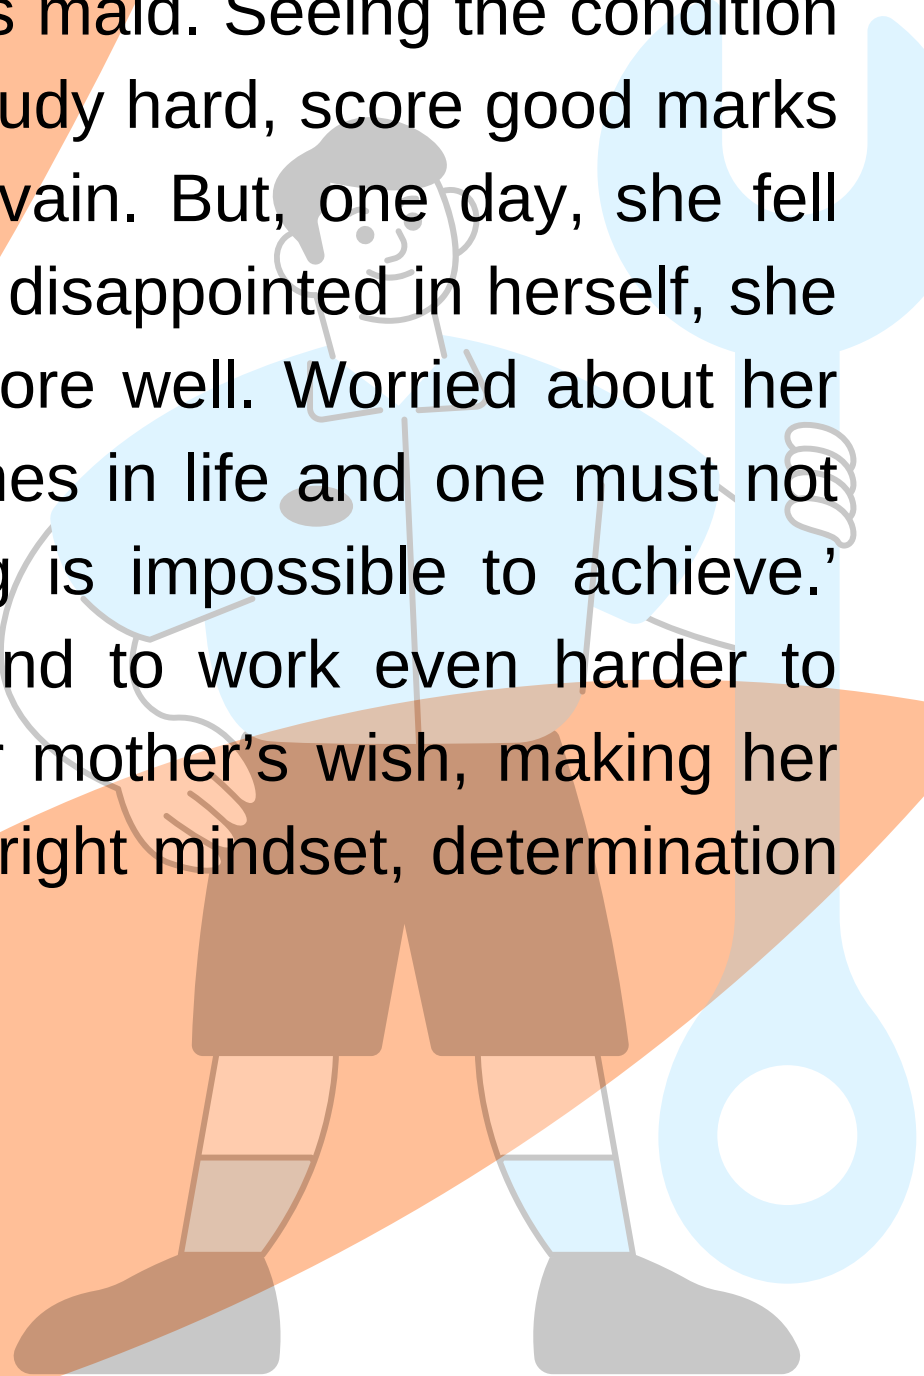 s maid. Seeing the condition
udy hard, score good marks
vain. But, one day, she fell
disappointed in herself, she
ore well. Worried about her
nes in life and one must not
g is impossible to achieve.’
nd to work even harder to
r mother’s wish, making her
right mindset, determination